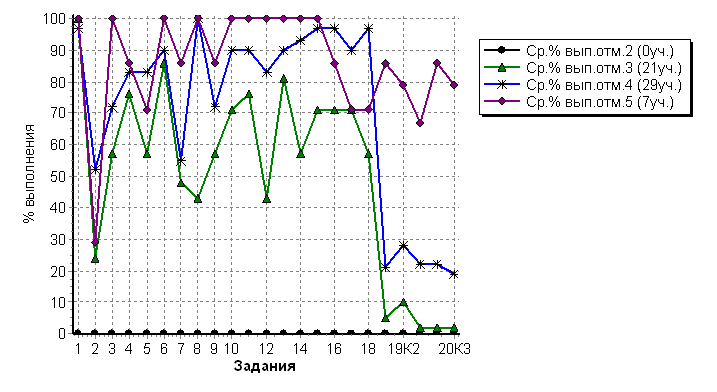 100
90
80
70
60
50
40
30
20
10
0
% выполнения
1 2 3 4 5 6 7 8 9 10 12 14 16 18 19К2 20К3
Задания
Ср.% вып.отм.2 (0уч.)
Ср.% вып.отм.3 (21уч.)
Ср.% вып.отм.4 (29уч.)
Ср.% вып.отм.5 (7уч.)